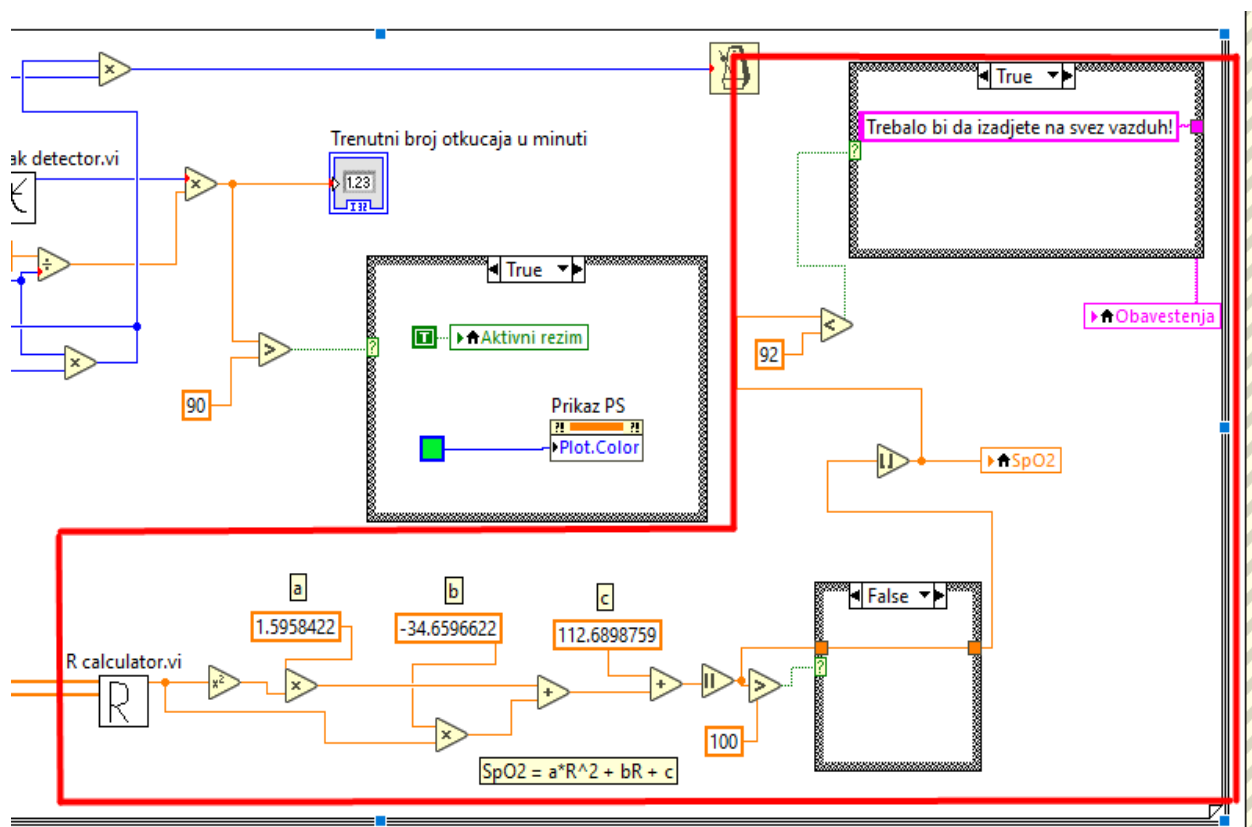 True
Trebalo bi da izadjete na svez vazduh!
Trenutni broj otkucaja u minuti
1.23
I32
ak detector.vi
True
T
Aktivni rezim
Obavestenja
92
90
Prikaz PS
Plot.Color
SpO2
a
b
c
False
1.5958422
-34.6596622
112.6898759
R calculator.vi
R
x²
100
SpO2 = a*R^2 + bR + c